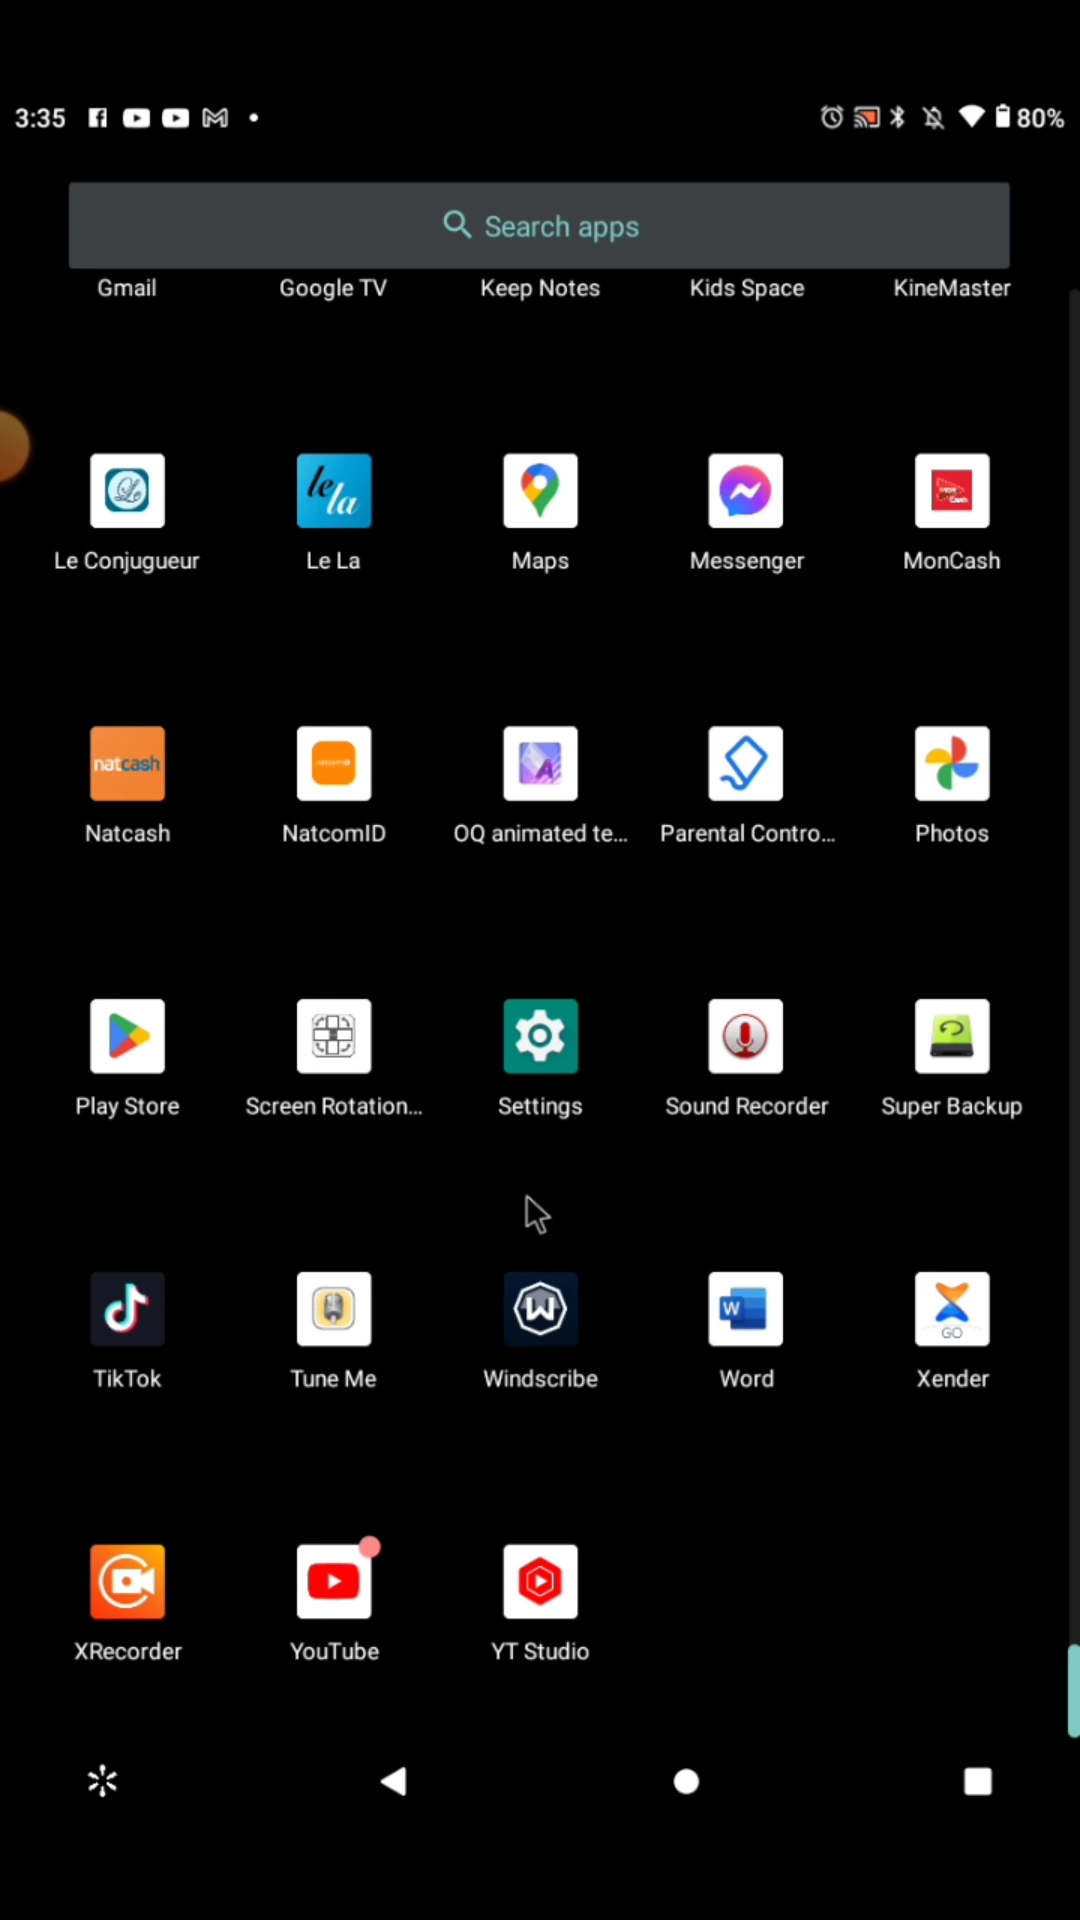 3:35 80%
Search apps
Gmail Google TV Keep Notes Kids Space KineMaster
le la
Le Conjugueur Le La Maps Messenger MonCash
natcash
Natcash NatcomID OQ animated te... Parental Contro... Photos
Play Store Screen Rotation... Settings Sound Recorder Super Backup
W GO
TikTok Tune Me Windscribe Word Xender
XRecorder YouTube YT Studio